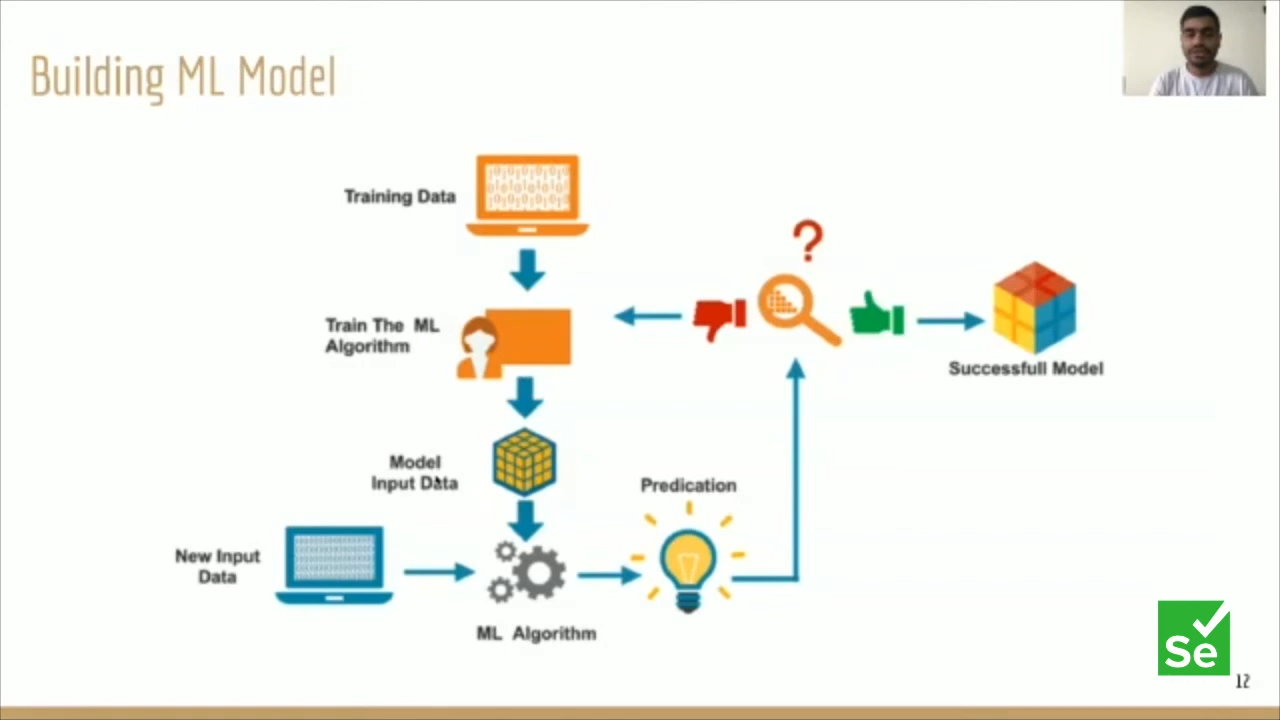 Building ML Model
Training Data
Train The ML
Algorithm
?
Successfull Model
Model
Input Data
Predication
New Input
Data
ML Algorithm
Se
12